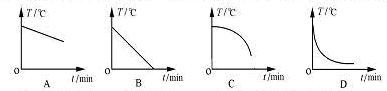 T/℃ T/℃ T/℃ T/℃
O t/min O t/min O t/min O t/min
A B C D